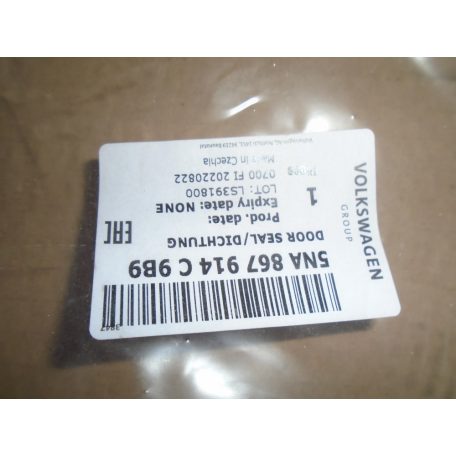 3847
5NA 867 914 C 9B9
DOOR SEAL/DICHTUNG
Prod. date:
Expiry date: NONE
LOT: LS391800
0700 FI 20220822
Made in Czechia
1
EAC
VOLKSWAGEN
GROUP